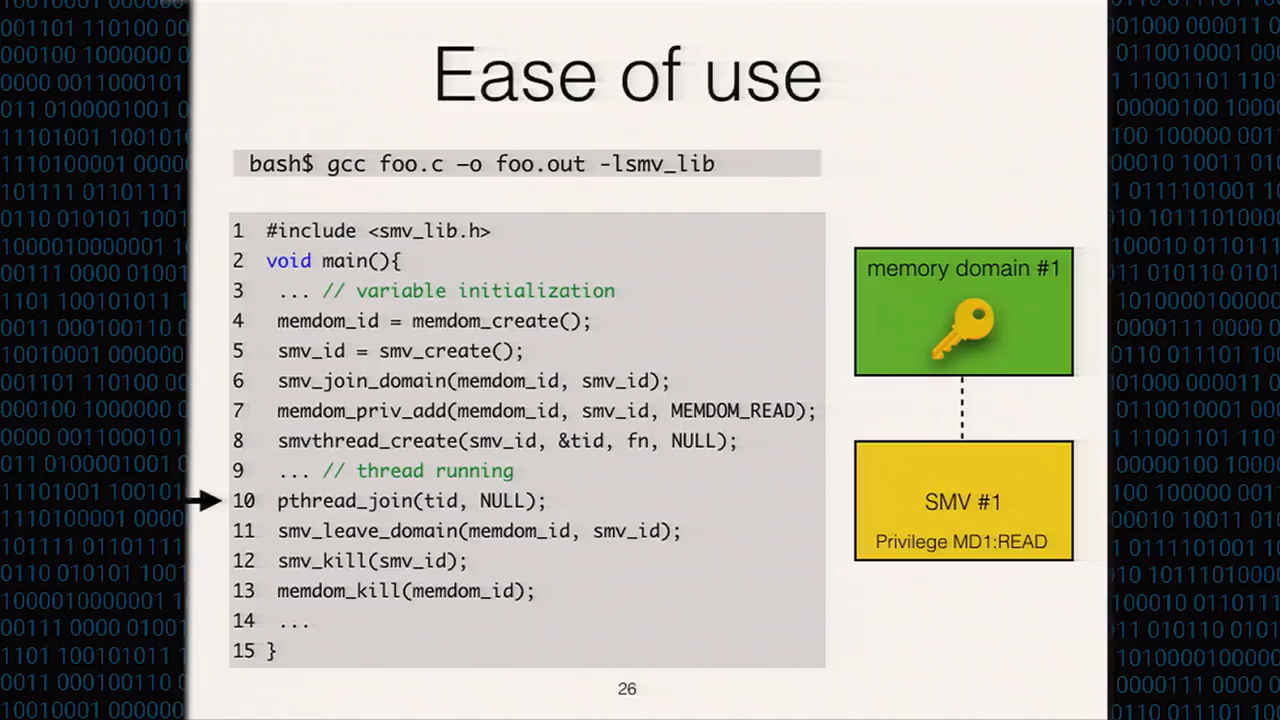 Ease of use
bash$ gcc foo.c –o foo.out -lsmv_lib
1 #include <smv_lib.h>
2 void main(){
3 ... // variable initialization
4 memdom_id = memdom_create();
5 smv_id = smv_create();
6 smv_join_domain(memdom_id, smv_id);
7 memdom_priv_add(memdom_id, smv_id, MEMDOM_READ);
8 smvthread_create(smv_id, &tid, fn, NULL);
9 ... // thread running
10 pthread_join(tid, NULL);
11 smv_leave_domain(memdom_id, smv_id);
12 smv_kill(smv_id);
13 memdom_kill(memdom_id);
14 ...
15 }
memory domain #1
SMV #1
Privilege MD1:READ
26